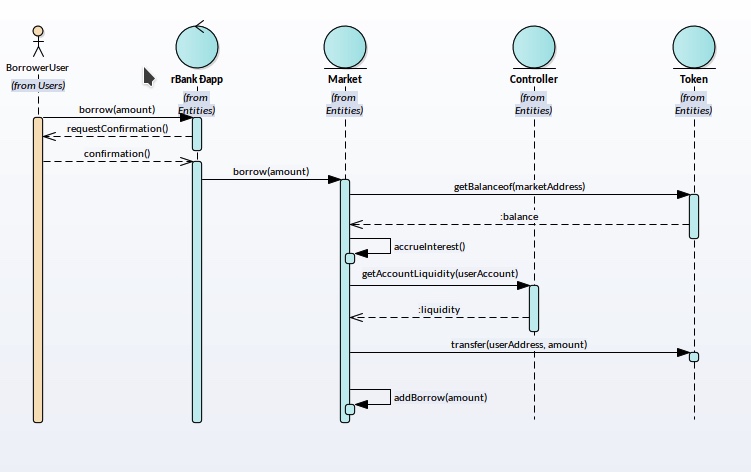 BorrowerUser
(from Users)
rBank Đapp
(from
Entities)
Market
(from
Entities)
Controller
(from
Entities)
Token
(from
Entities)
borrow(amount)
requestConfirmation()
confirmation()
borrow(amount)
getBalanceof(marketAddress)
:balance
accrueInterest()
getAccountLiquidity(userAccount)
:liquidity
transfer(userAddress, amount)
addBorrow(amount)